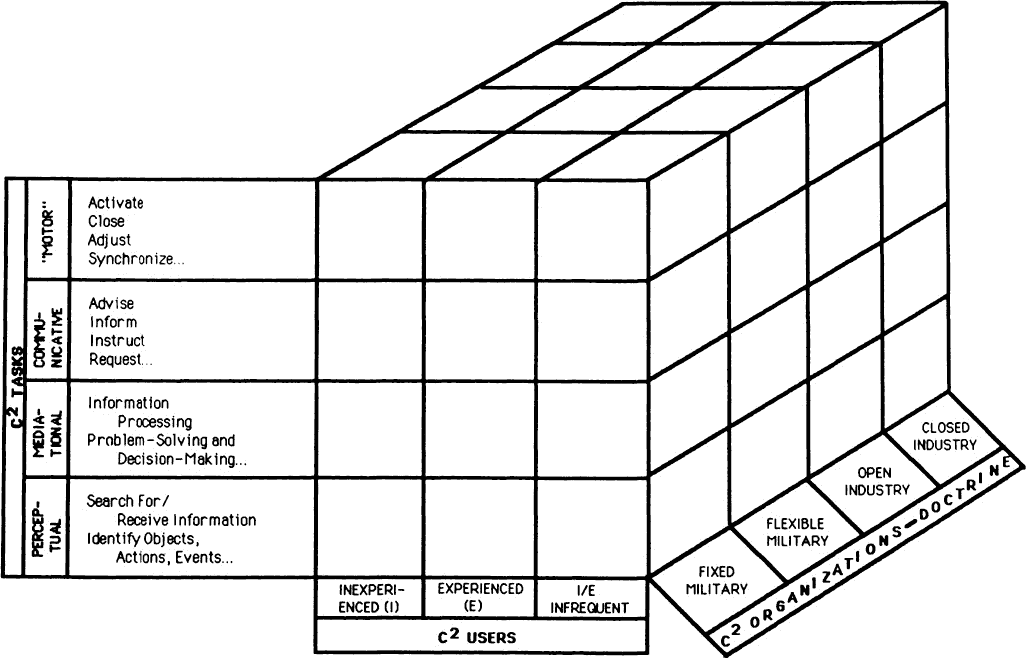 C² TASKS
"MOTOR"
Activate
Close
Adjust
Synchronize...
COMMU-
NICATIVE
Advise
Inform
Instruct
Request...
MEDIA-
TIONAL
Information
Processing
Problem-Solving and
Decision-Making...
PERCEP-
TUAL
Search For/
Receive Information
Identify Objects,
Actions, Events...
INEXPERI-
ENCED (I)
EXPERIENCED
(E)
I/E
INFREQUENT
C² USERS
FIXED
MILITARY
FLEXIBLE
MILITARY
OPEN
INDUSTRY
CLOSED
INDUSTRY
C² ORGANIZATIONS—DOCTRINE